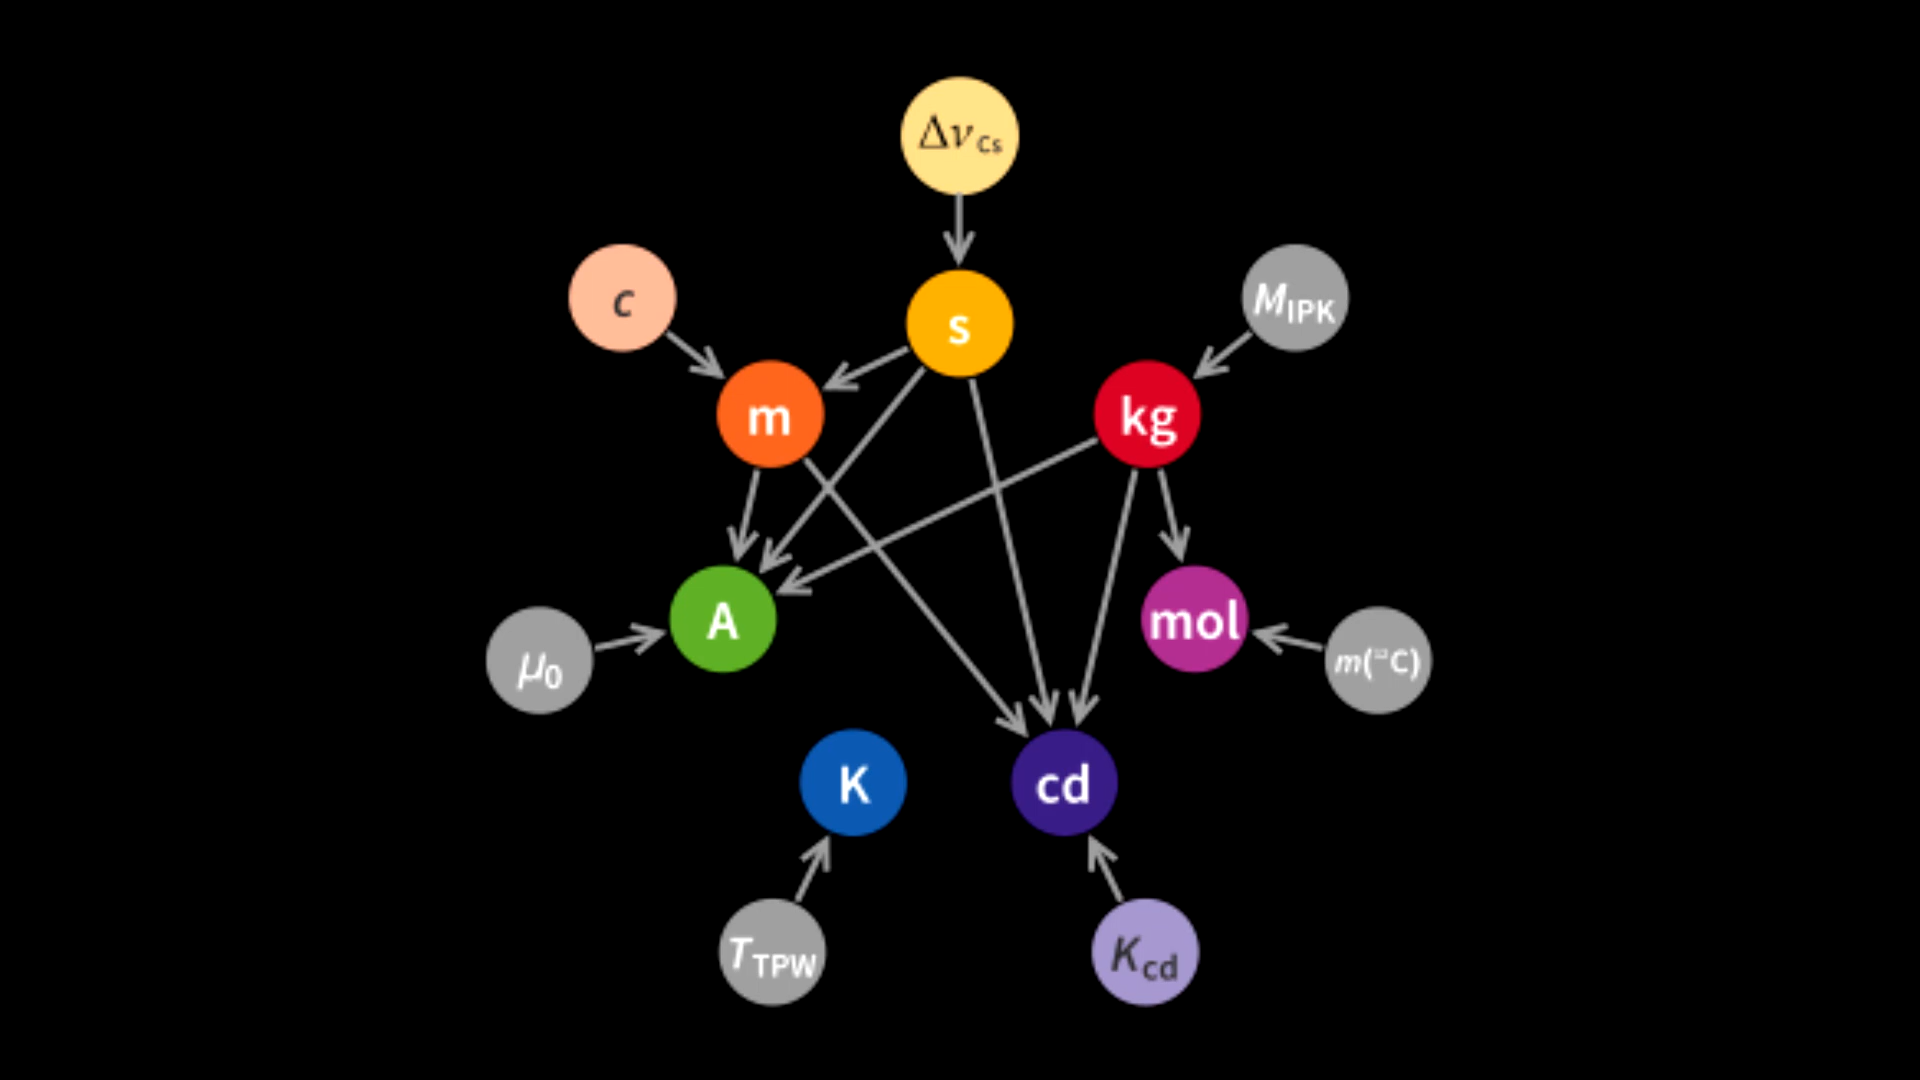 Δν Cs
c
s
M IPK
m
kg
A
mol
μ0
m(¹²C)
K
cd
T TPW
K cd